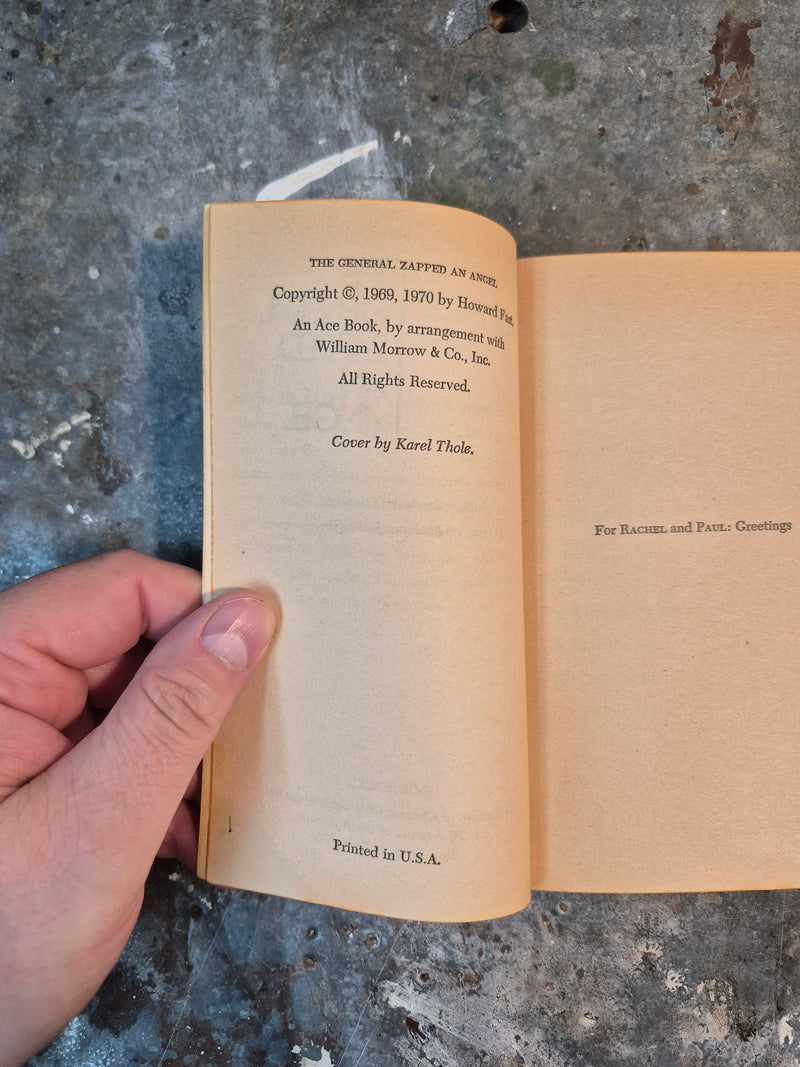 THE GENERAL ZAPPED AN ANGEL
Copyright ©, 1969, 1970 by Howard Fast.
An Ace Book, by arrangement with
William Morrow & Co., Inc.
All Rights Reserved.
Cover by Karel Thole.
Printed in U.S.A.
For RACHEL and PAUL: Greetings